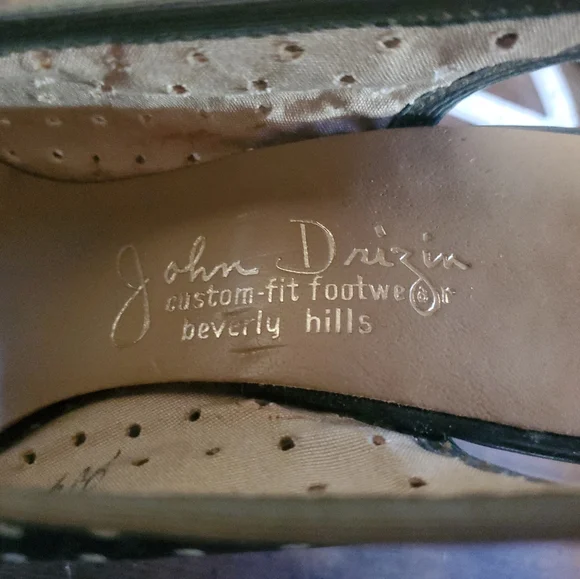 John Drizin
custom-fit footwear
beverly hills